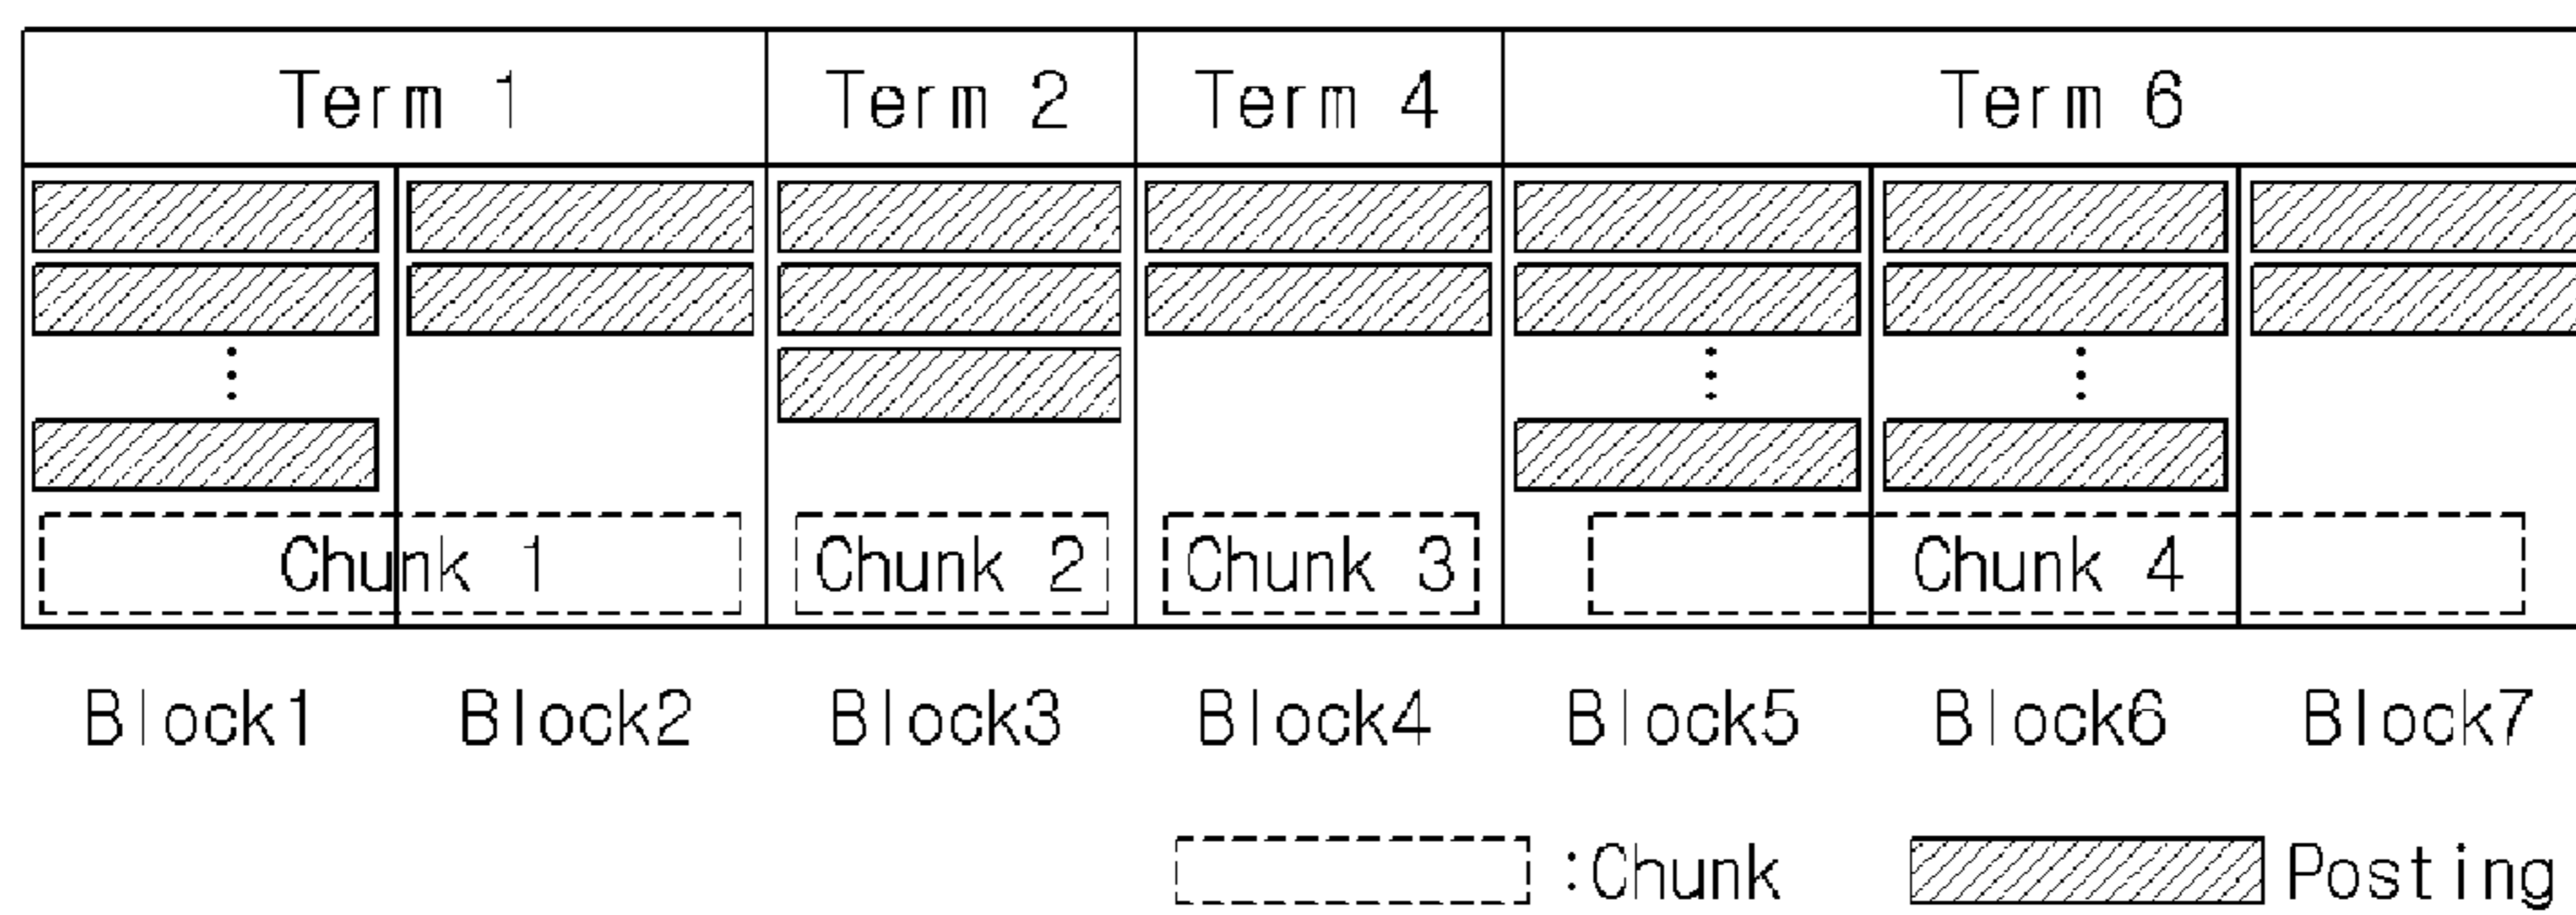 Term 1 Term 2 Term 4 Term 6
Chunk 1 Chunk 2 Chunk 3 Chunk 4
Block1 Block2 Block3 Block4 Block5 Block6 Block7
:Chunk Posting